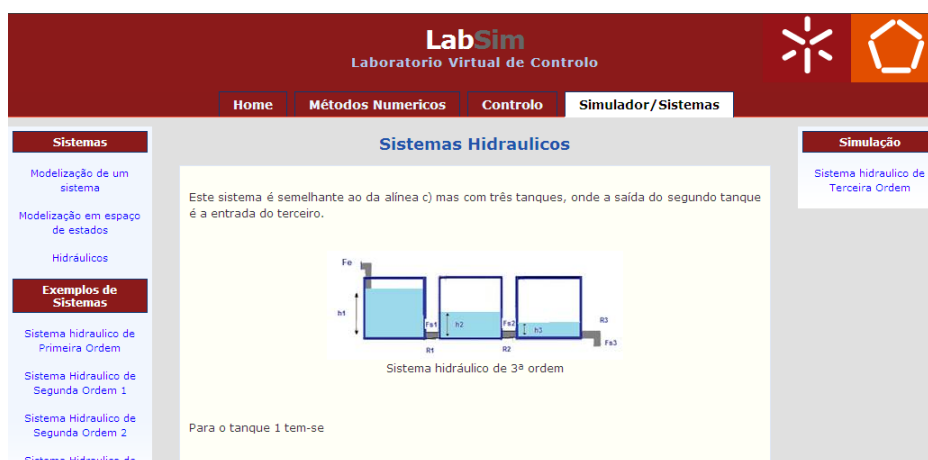 LabSim
Laboratorio Virtual de Controlo
Home Métodos Numericos Controlo Simulador/Sistemas
Sistemas
Modelização de um
sistema
Modelização em espaço
de estados
Hidráulicos
Exemplos de
Sistemas
Sistema hidraulico de
Primeira Ordem
Sistema Hidraulico de
Segunda Ordem 1
Sistema Hidraulico de
Segunda Ordem 2
Sistema Hidraulico de
Sistemas Hidraulicos
Este sistema é semelhante ao da alínea c) mas com três tanques, onde a saída do segundo tanque
é a entrada do terceiro.
Fe
h1
Fs1
h2
Fs2
h3
R3
R1
R2
Fs3
Sistema hidráulico de 3ª ordem
Para o tanque 1 tem-se
Simulação
Sistema hidraulico de
Terceira Ordem